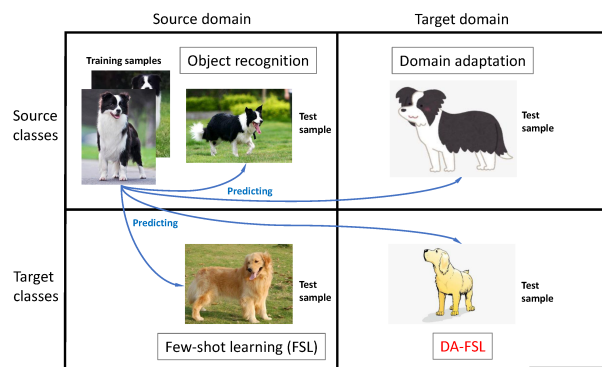 Source domain
Target domain
Training samples
Object recognition
Domain adaptation
Source
classes
Test
sample
Test
sample
Predicting
Predicting
Target
classes
Test
sample
Test
sample
Few-shot learning (FSL)
DA-FSL